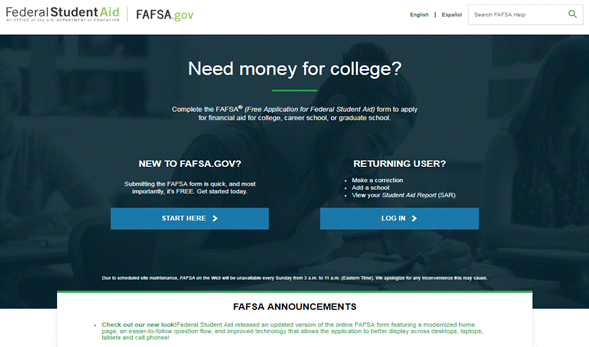 Federal Student Aid
AN OFFICE of the U.S. DEPARTMENT of EDUCATION
FAFSA.gov
English | Español
Search FAFSA Help
Need money for college?
Complete the FAFSA® (Free Application for Federal Student Aid) form to apply
for financial aid for college, career school, or graduate school.
NEW TO FAFSA.GOV?
Submitting the FAFSA form is quick, and most
importantly, it's FREE. Get started today.
START HERE
RETURNING USER?
• Make a correction
• Add a school
• View your Student Aid Report (SAR)
LOG IN
Due to scheduled site maintenance, FAFSA on the Web will be unavailable every Sunday from 3 a.m. to 11 a.m. (Eastern Time). We apologize for any inconvenience this may cause.
FAFSA ANNOUNCEMENTS
• Check out our new look!Federal Student Aid released an updated version of the online FAFSA form featuring a modernized home
page, an easier-to-follow question flow, and improved technology that allows the application to better display across desktops, laptops,
tablets and cell phones!